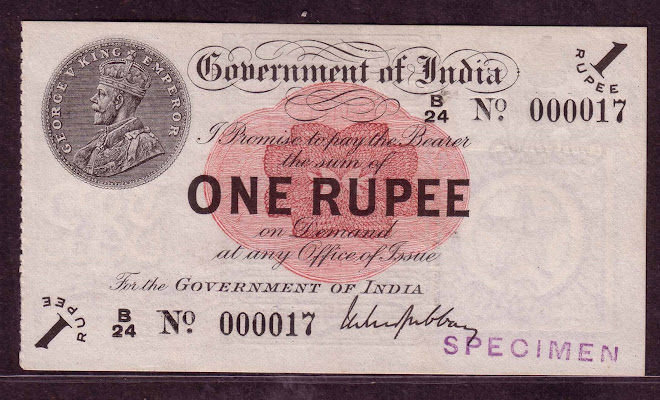 GEORGE V KING & EMPEROR
Government of India
1 RUPEE
B/24 Nº 000017
I Promise to pay the Bearer
the sum of
ONE RUPEE
on Demand
at any Office of Issue
For the GOVERNMENT OF INDIA
1 RUPEE RUPEE
B/24 Nº 000017
SPECIMEN